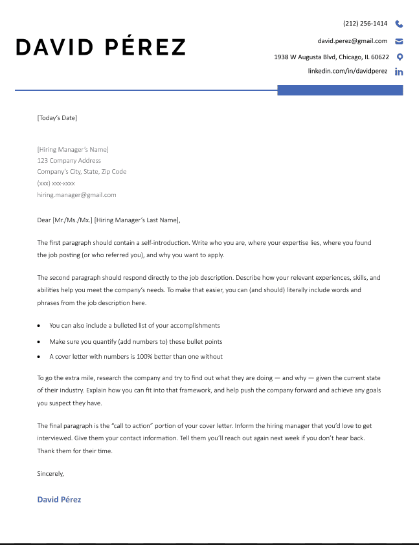 (212) 256-1414
DAVID PÉREZ
david.perez@gmail.com
1938 W Augusta Blvd, Chicago, IL 60622
linkedin.com/in/davidperez
[Today's Date]
[Hiring Manager's Name]
123 Company Address
Company's City, State, Zip Code
(xxx) xxx-xxxx
hiring.manager@gmail.com
Dear [Mr./Ms./Mx.] [Hiring Manager's Last Name],
The first paragraph should contain a self-introduction. Write who you are, where your expertise lies, where you found
the job posting (or who referred you), and why you want to apply.
The second paragraph should respond directly to the job description. Describe how your relevant experiences, skills, and
abilities help you meet the company's needs. To make that easier, you can (and should) literally include words and
phrases from the job description here.
• You can also include a bulleted list of your accomplishments
• Make sure you quantify (add numbers to) these bullet points
• A cover letter with numbers is 100% better than one without
To go the extra mile, research the company and try to find out what they are doing — and why — given the current state
of their industry. Explain how you can fit into that framework, and help push the company forward and achieve any goals
you suspect they have.
The final paragraph is the "call to action" portion of your cover letter. Inform the hiring manager that you'd love to get
interviewed. Give them your contact information. Tell them you'll reach out again next week if you don't hear back.
Thank them for their time.
Sincerely,
David Pérez